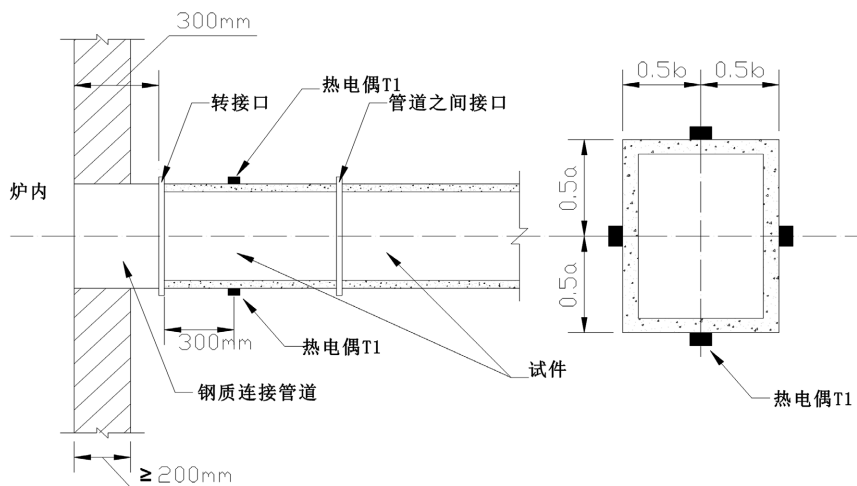 300mm
热电偶T1
转接口
管道之间接口
0.5b
0.5b
炉内
0.5a
0.5a
300mm
热电偶T1
试件
钢质连接管道
热电偶T1
≥200mm